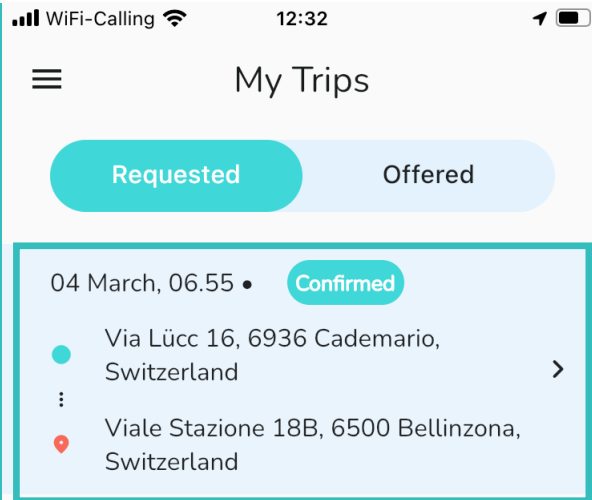 WiFi-Calling 12:32
My Trips
Requested Offered
04 March, 06.55 • Confirmed
Via Lücc 16, 6936 Cademario,
Switzerland
Viale Stazione 18B, 6500 Bellinzona,
Switzerland